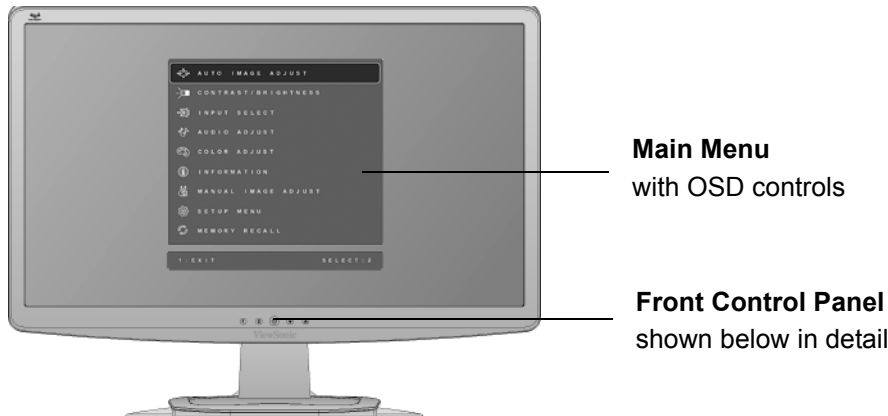 AUTO IMAGE ADJUST
CONTRAST/BRIGHTNESS
INPUT SELECT
AUDIO ADJUST
COLOR ADJUST
INFORMATION
MANUAL IMAGE ADJUST
SETUP MENU
MEMORY RECALL
1:EXIT SELECT:2
ViewSonic
Main Menu
with OSD controls
Front Control Panel
shown below in detail